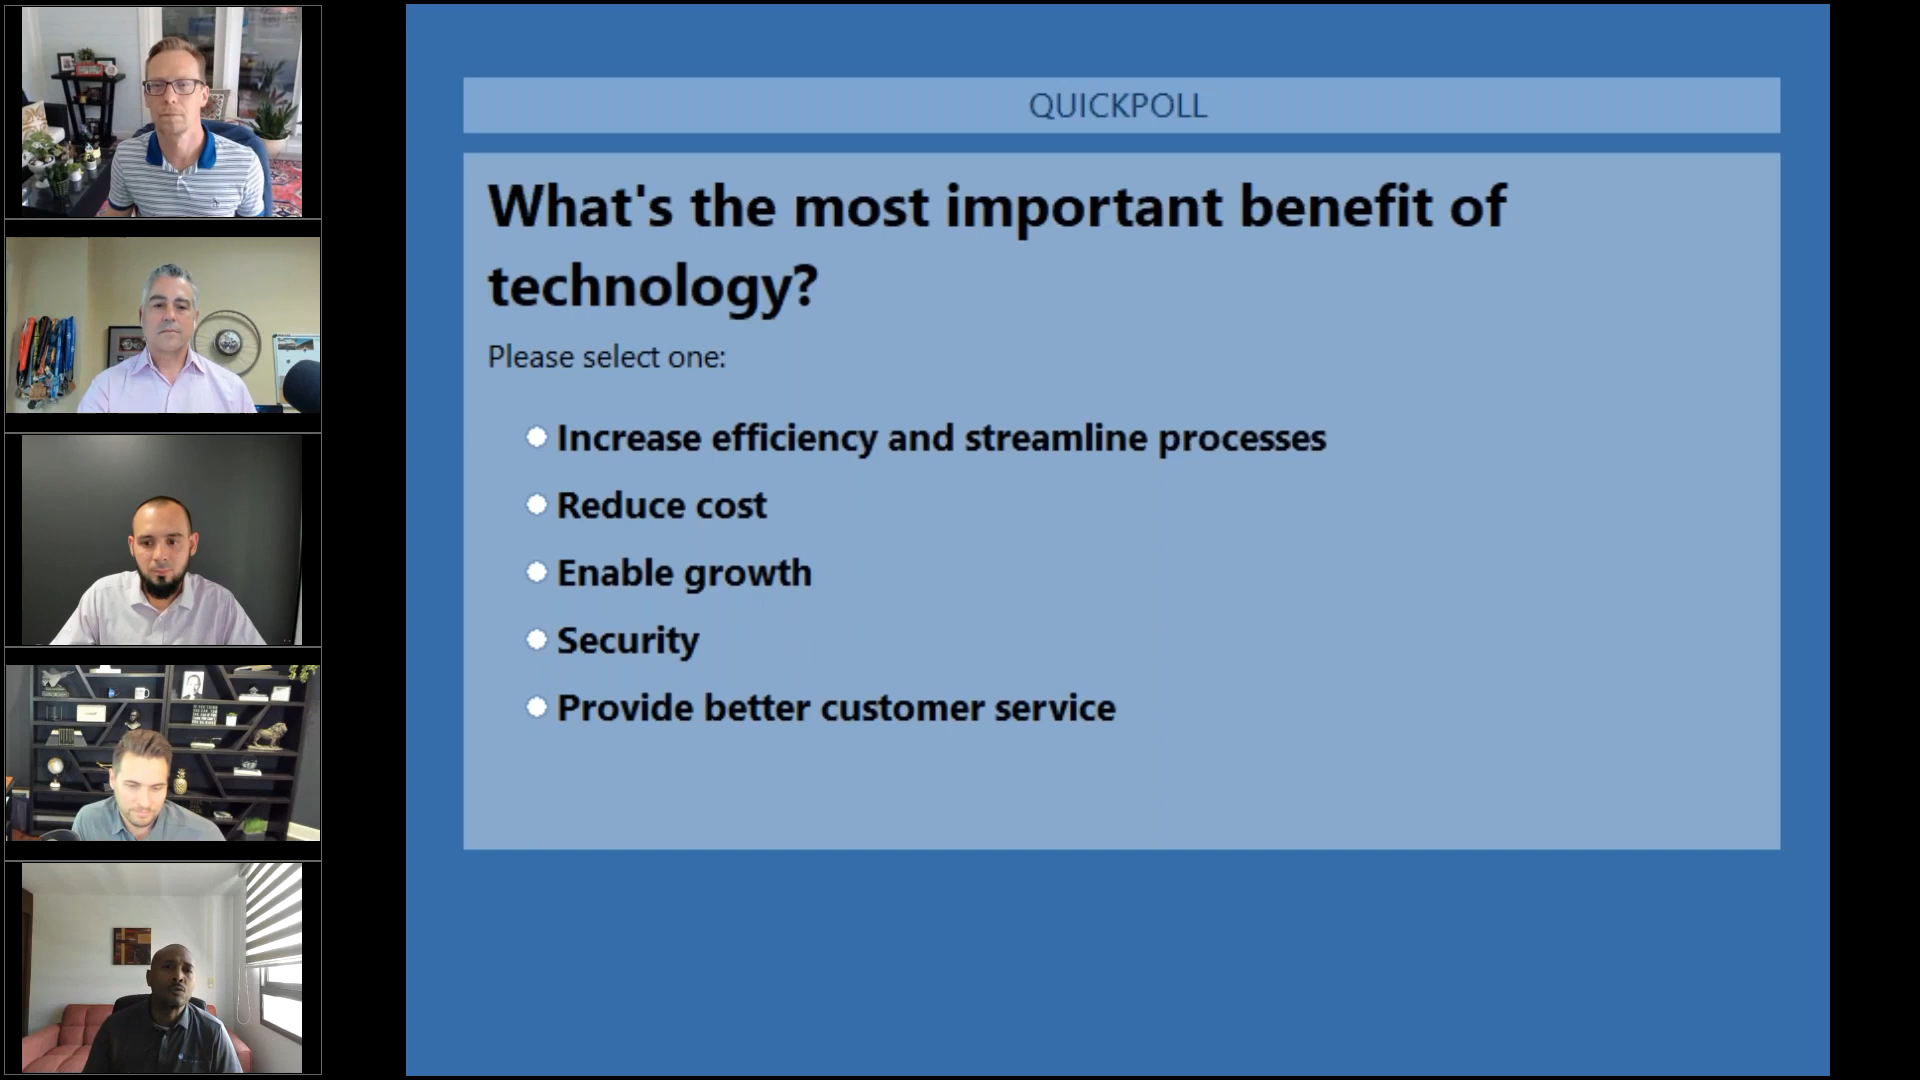 QUICKPOLL
What's the most important benefit of
technology?
Please select one:
Increase efficiency and streamline processes
Reduce cost
Enable growth
Security
Provide better customer service